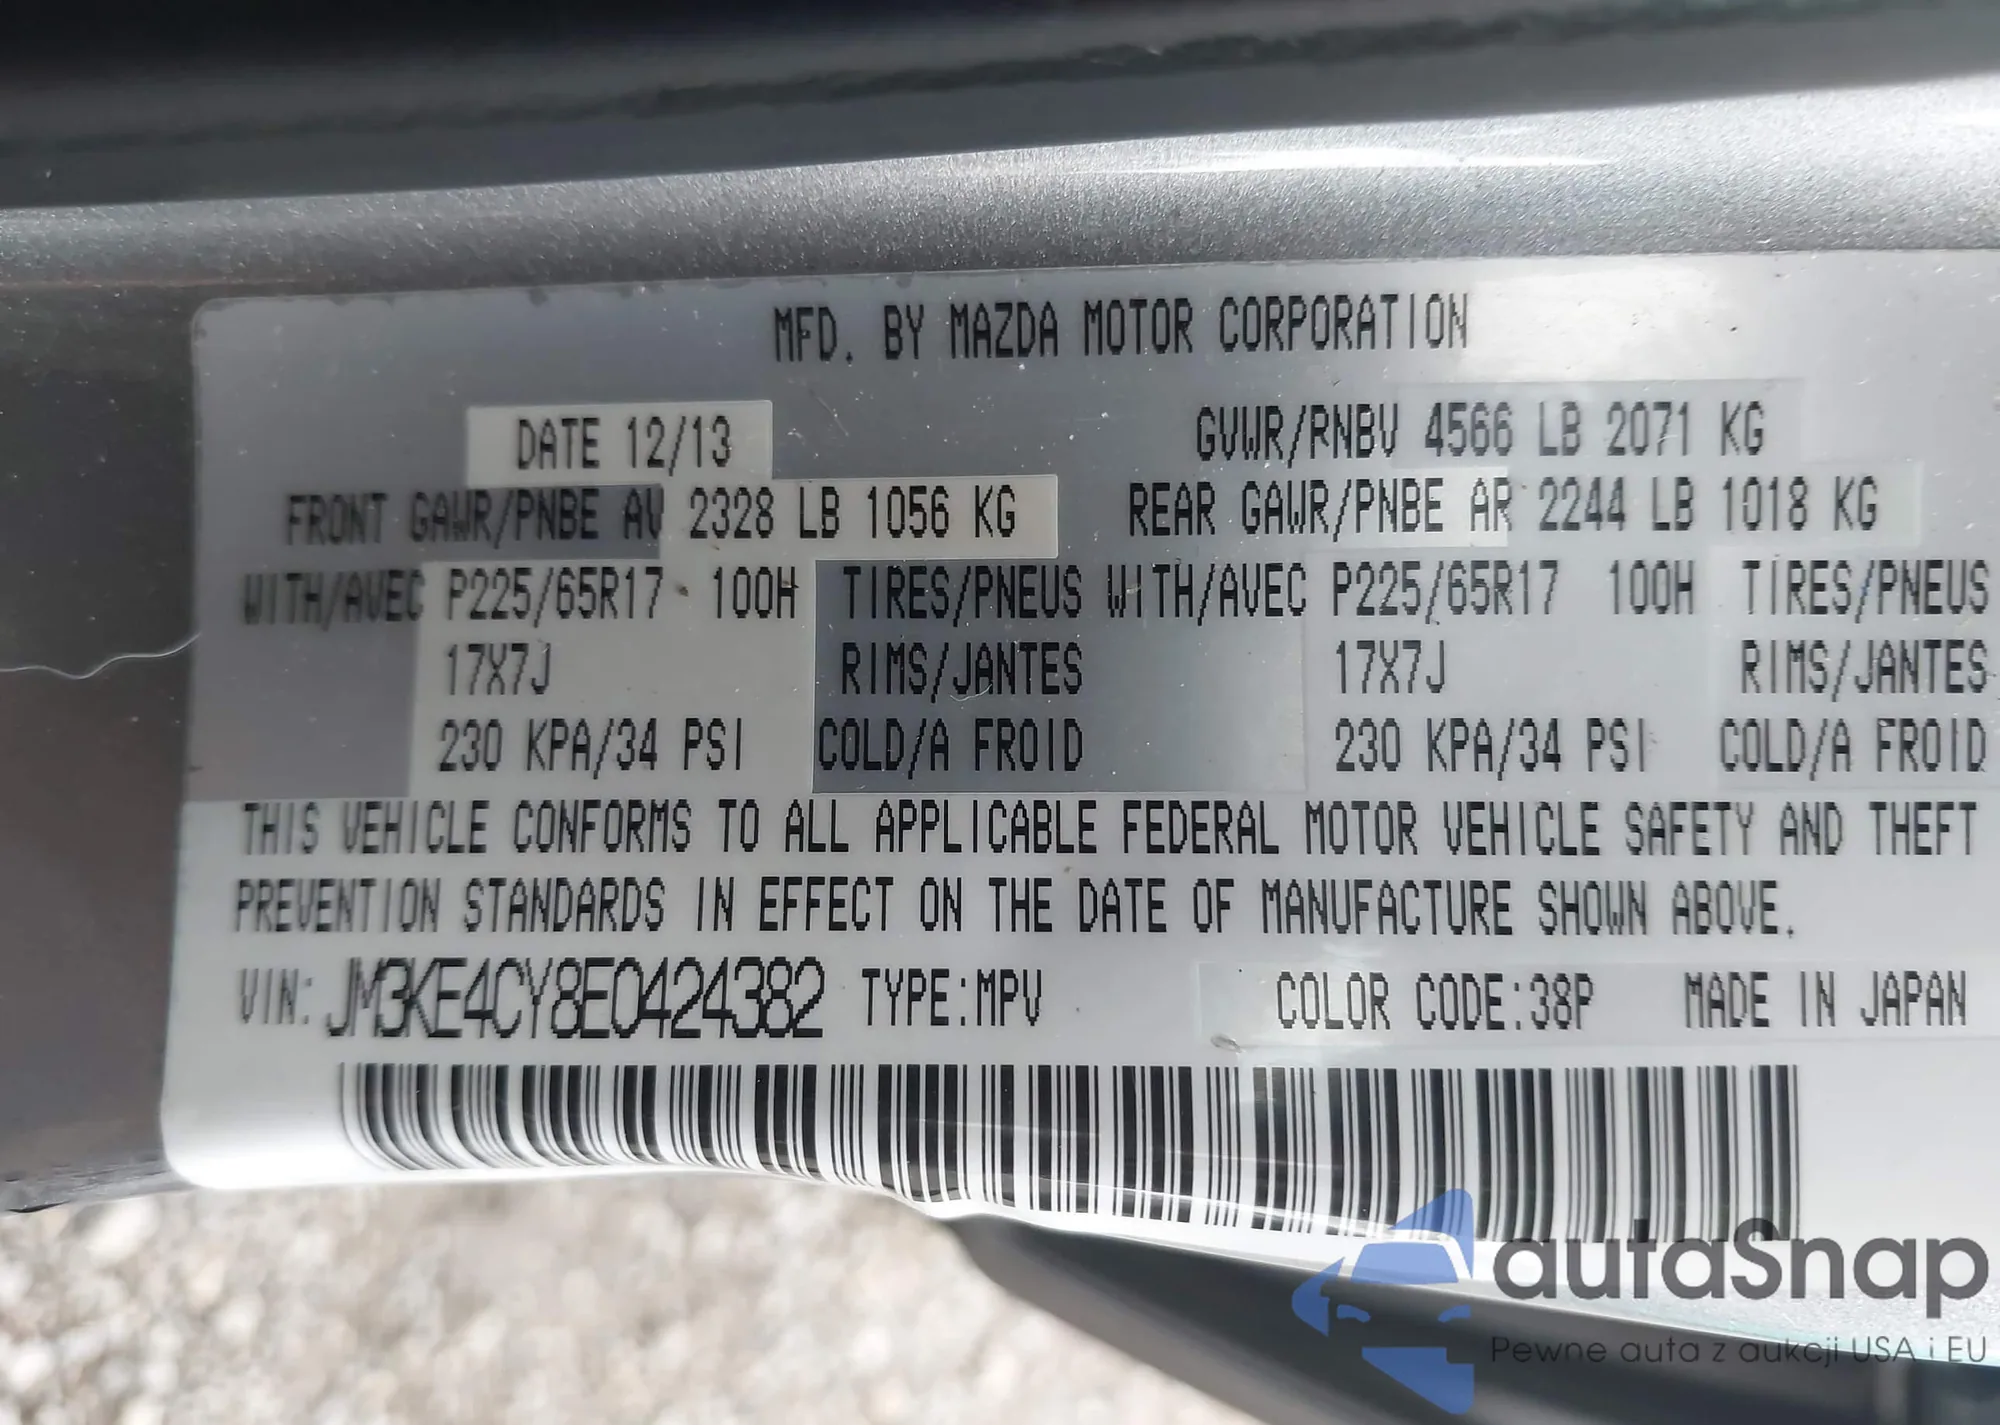 MFD. BY MAZDA MOTOR CORPORATION
DATE 12/13 GVWR/PNBV 4566 LB 2071 KG
FRONT GAWR/PNBE AV 2328 LB 1056 KG REAR GAWR/PNBE AR 2244 LB 1018 KG
WITH/AVEC P225/65R17 100H TIRES/PNEUS WITH/AVEC P225/65R17 100H TIRES/PNEUS
17X7J RIMS/JANTES 17X7J RIMS/JANTES
230 KPA/34 PSI COLD/A FROID 230 KPA/34 PSI COLD/A FROID
THIS VEHICLE CONFORMS TO ALL APPLICABLE FEDERAL MOTOR VEHICLE SAFETY AND THEFT
PREVENTION STANDARDS IN EFFECT ON THE DATE OF MANUFACTURE SHOWN ABOVE.
VIN: JM3KE4CY8E0424382 TYPE:MPV COLOR CODE:38P MADE IN JAPAN
autaSnap
Pewne auta z aukcji USA i EU